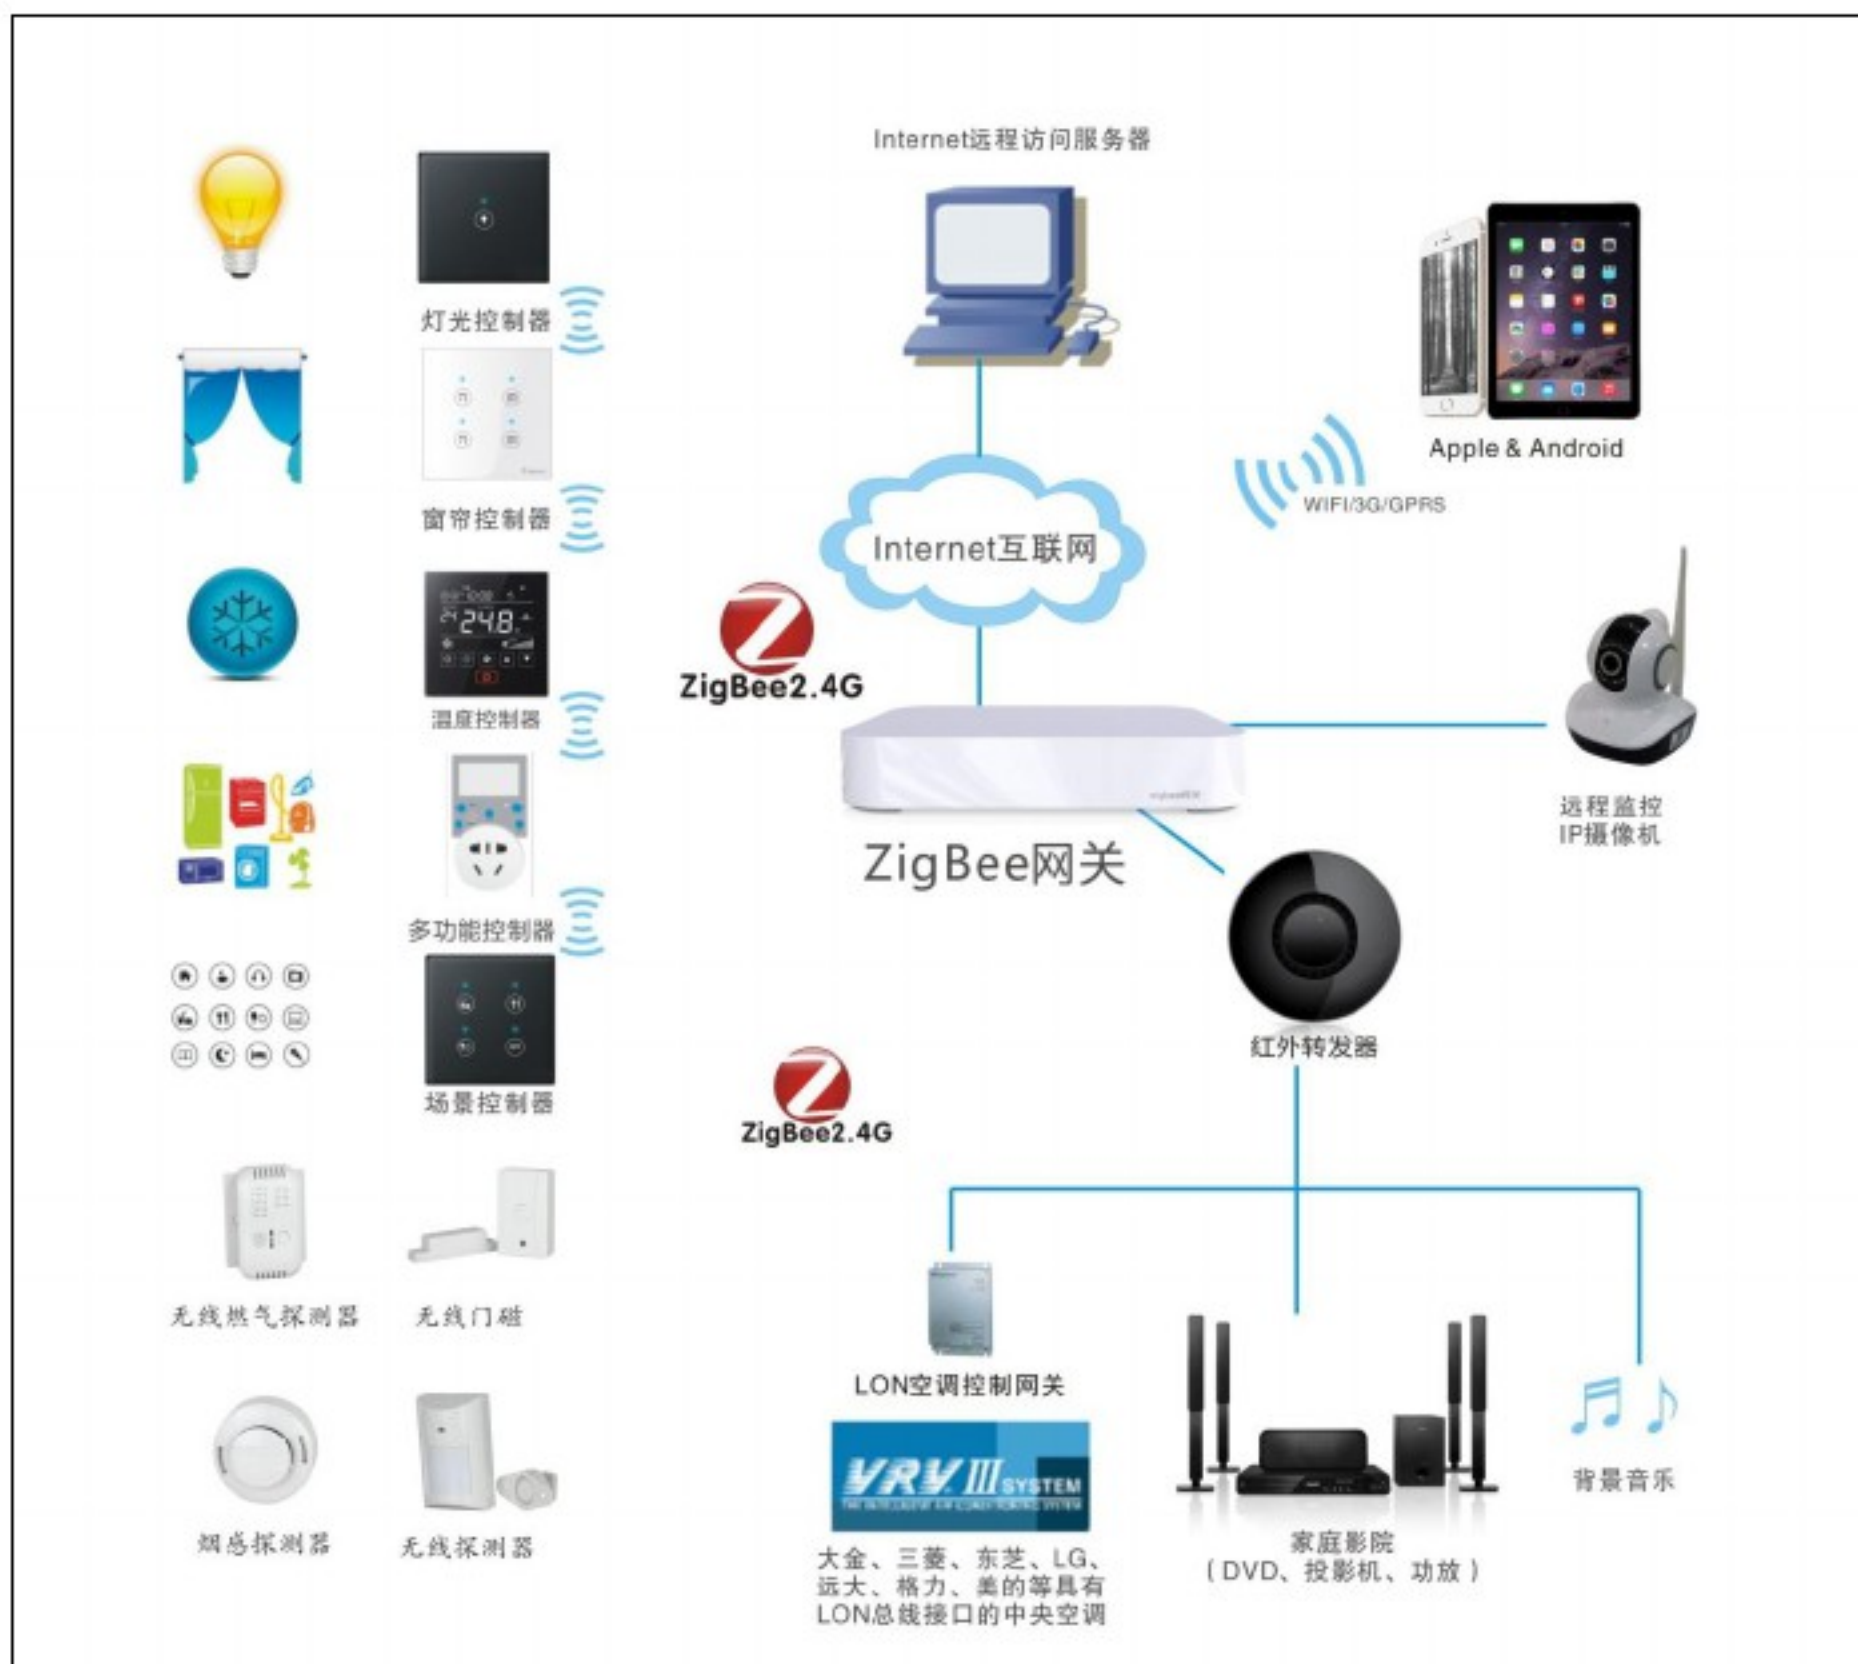 Internet远程访问服务器
灯光控制器
窗帘控制器
24.8
温度控制器
多功能控制器
场景控制器
无线燃气探测器
无线门磁
烟感探测器
无线探测器
Apple & Android
WIFI/3G/GPRS
Internet互联网
ZigBee2.4G
ZigBee网关
远程监控
IP摄像机
红外转发器
ZigBee2.4G
LON空调控制网关
VRV III SYSTEM
THE INTELLIGENT AIR CONDITIONING SYSTEM
大金、三菱、东芝、LG、
远大、格力、美的等具有
LON总线接口的中央空调
家庭影院
(DVD、投影机、功放)
背景音乐